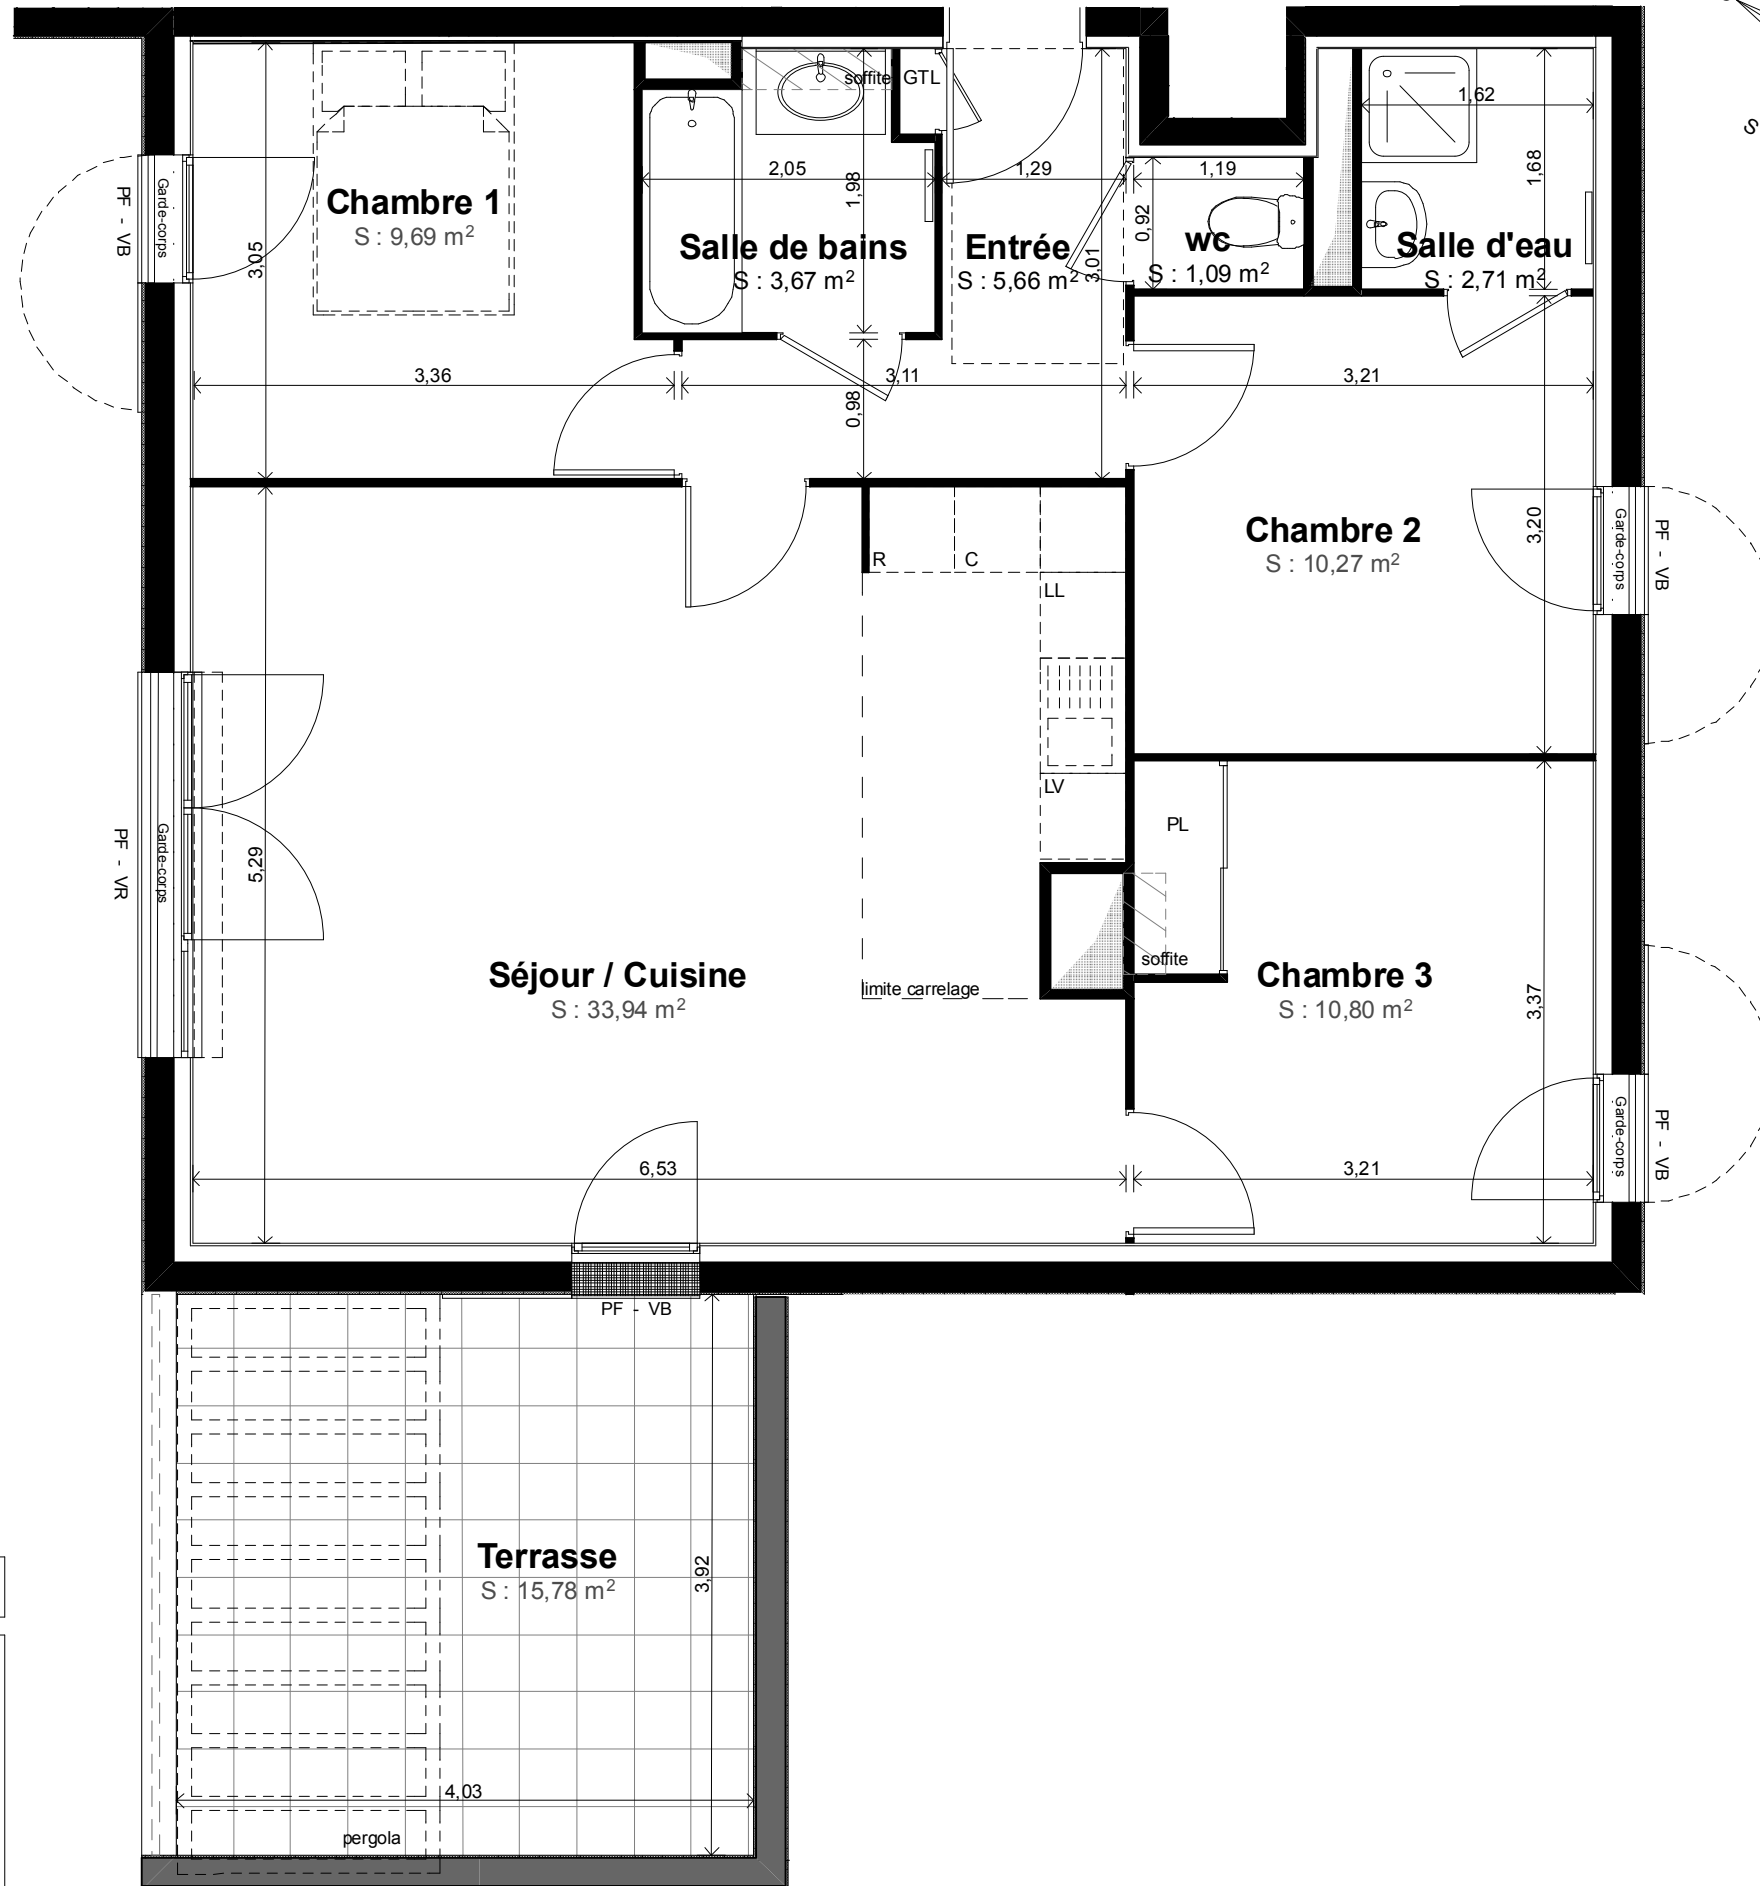 S
soffite
GTL
1,62
Chambre 1
S : 9,69 m²
PF - VB
Garde-corps
3,05
2,05
1,98
1,29
1,19
0,92
1,68
Salle de bains
S : 3,67 m²
Entrée
S : 5,66 m²
3,01
wc
S : 1,09 m²
Salle d'eau
S : 2,71 m²
3,36
3,11
3,21
0,98
Chambre 2
S : 10,27 m²
3,20
Garde-corps
PF - VB
R
C
LL
LV
PL
PF - VR
Garde-corps
5,29
Séjour / Cuisine
S : 33,94 m²
limite carrelage
soffite
Chambre 3
S : 10,80 m²
3,37
Garde-corps
PF - VB
6,53
3,21
PF - VB
Terrasse
S : 15,78 m²
3,92
4,03
pergola